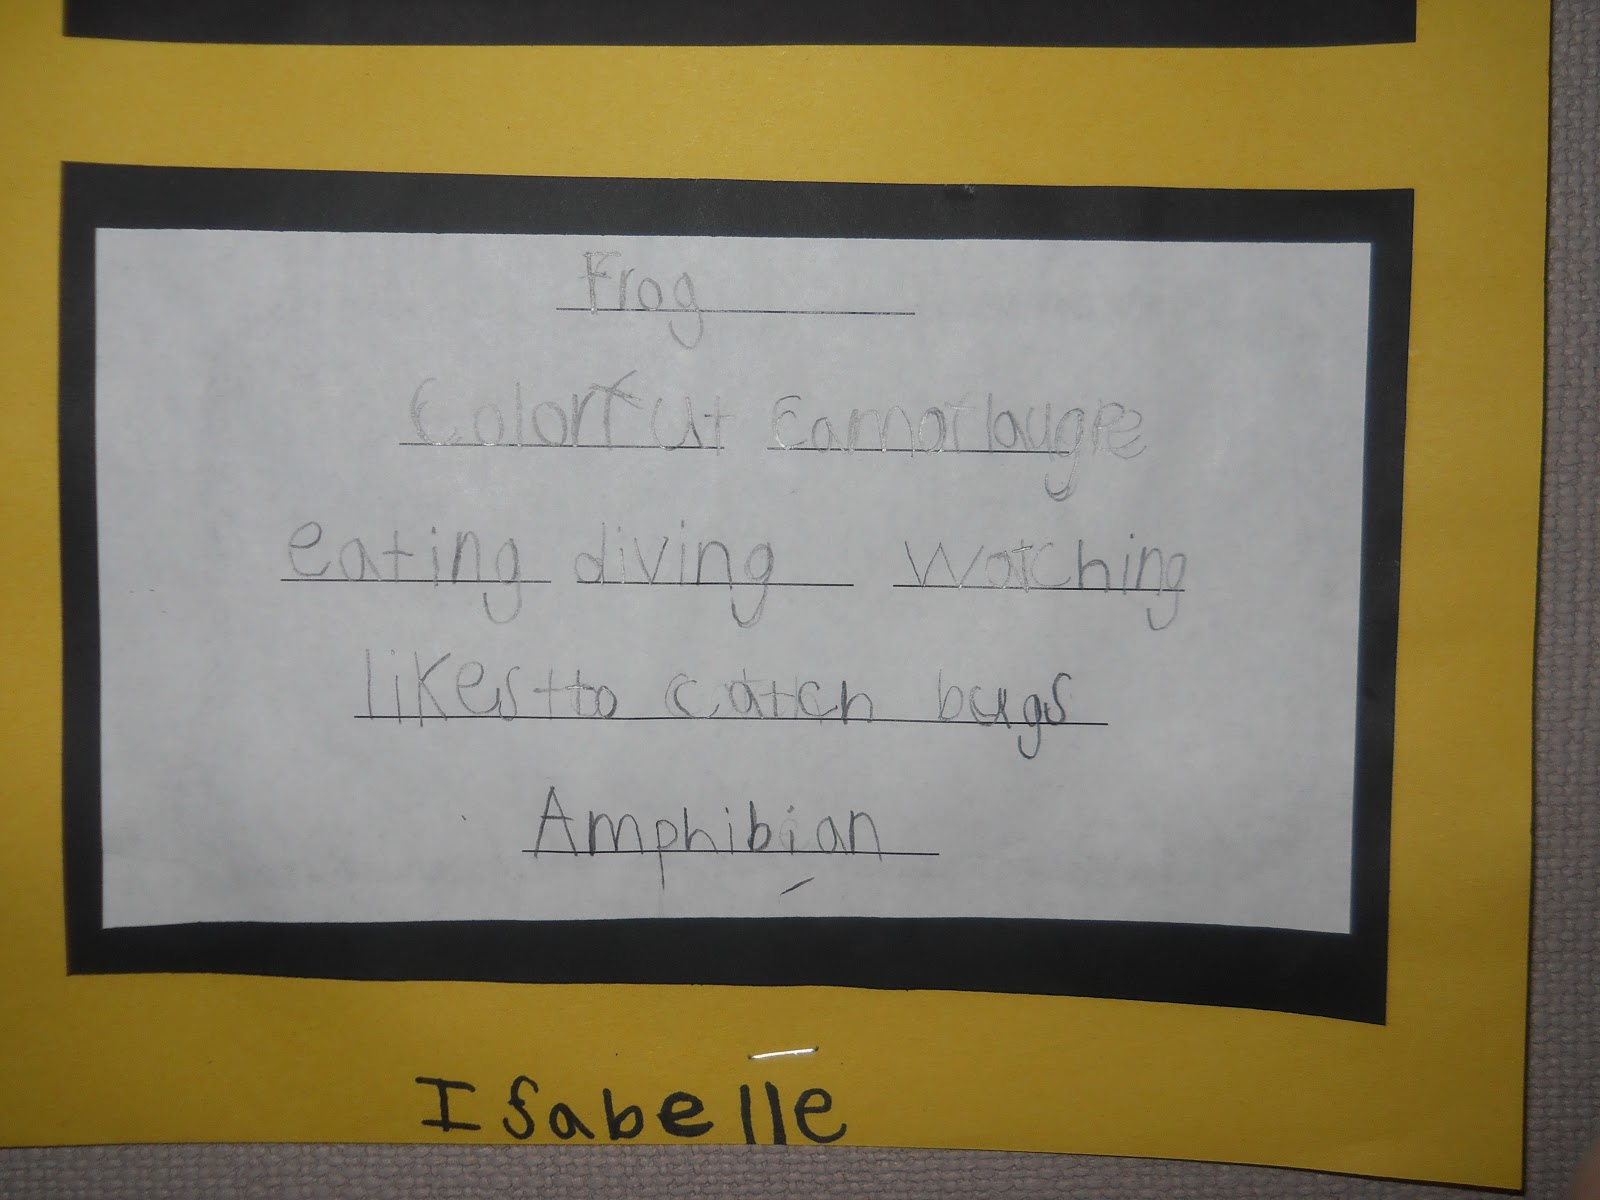 Frog
Colorful Camoflauge
eating diving Watching
likes to catch bugs
Amphibian
Isabelle